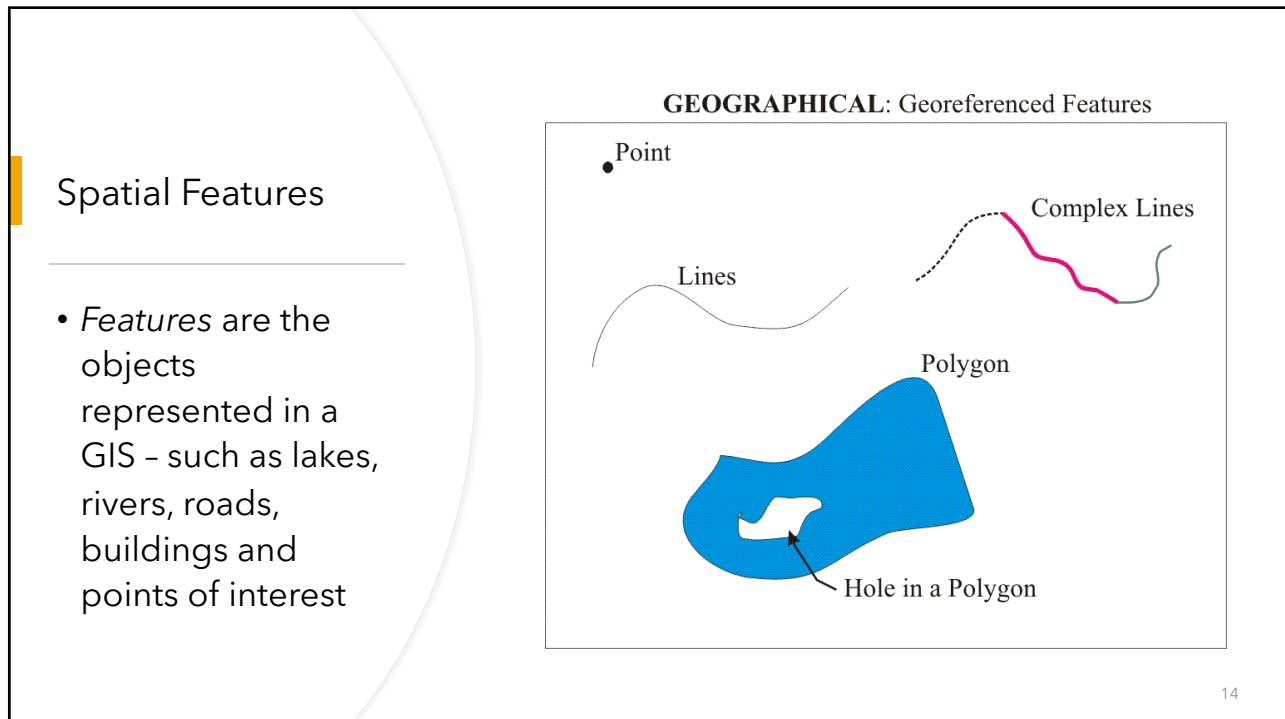 Spatial Features
• Features are the
objects
represented in a
GIS – such as lakes,
rivers, roads,
buildings and
points of interest
GEOGRAPHICAL: Georeferenced Features
Point
Complex Lines
Lines
Polygon
Hole in a Polygon
14